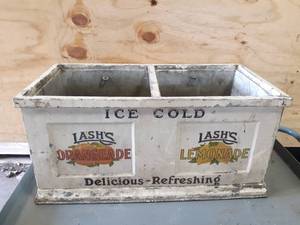 ICE COLD
LASH'S
ORANGEADE
LASH'S
LEMONADE
Delicious-Refreshing